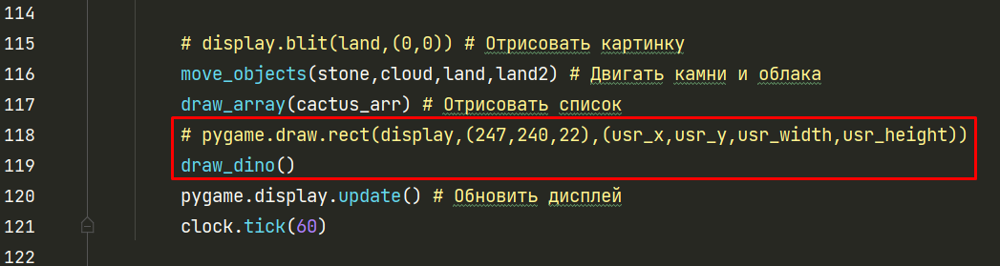 114
115 # display.blit(land,(0,0)) # Отрисовать картинку
116 move_objects(stone,cloud,land,land2) # Двигать камни и облака
117 draw_array(cactus_arr) # Отрисовать список
118 # pygame.draw.rect(display,(247,240,22),(usr_x,usr_y,usr_width,usr_height))
119 draw_dino()
120 pygame.display.update() # Обновить дисплей
121 clock.tick(60)
122